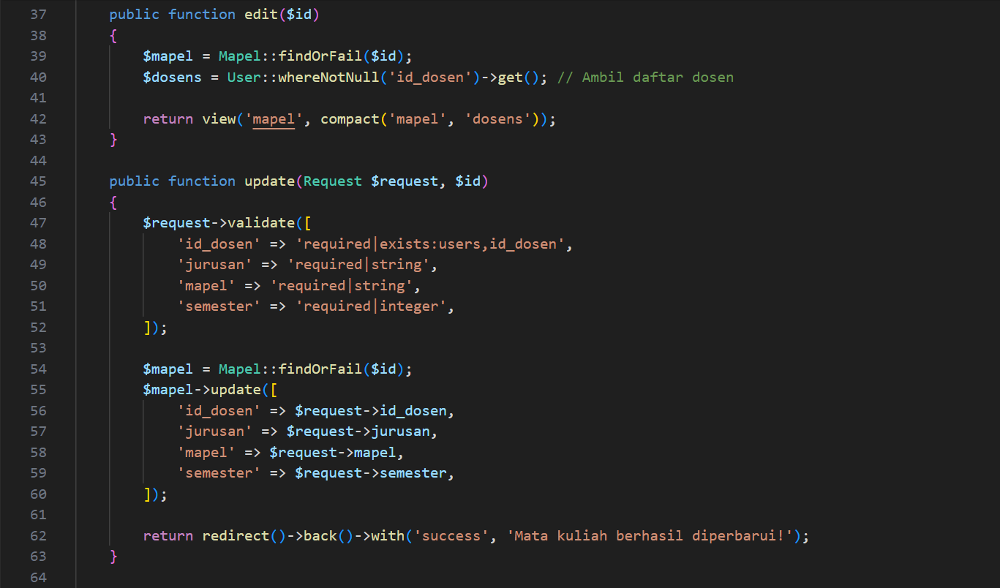 37 public function edit($id)
38 {
39 $mapel = Mapel::findOrFail($id);
40 $dosens = User::whereNotNull('id_dosen')->get(); // Ambil daftar dosen
41
42 return view('mapel', compact('mapel', 'dosens'));
43 }
44
45 public function update(Request $request, $id)
46 {
47 $request->validate([
48 'id_dosen' => 'required|exists:users,id_dosen',
49 'jurusan' => 'required|string',
50 'mapel' => 'required|string',
51 'semester' => 'required|integer',
52 ]);
53
54 $mapel = Mapel::findOrFail($id);
55 $mapel->update([
56 'id_dosen' => $request->id_dosen,
57 'jurusan' => $request->jurusan,
58 'mapel' => $request->mapel,
59 'semester' => $request->semester,
60 ]);
61
62 return redirect()->back()->with('success', 'Mata kuliah berhasil diperbarui!');
63 }
64